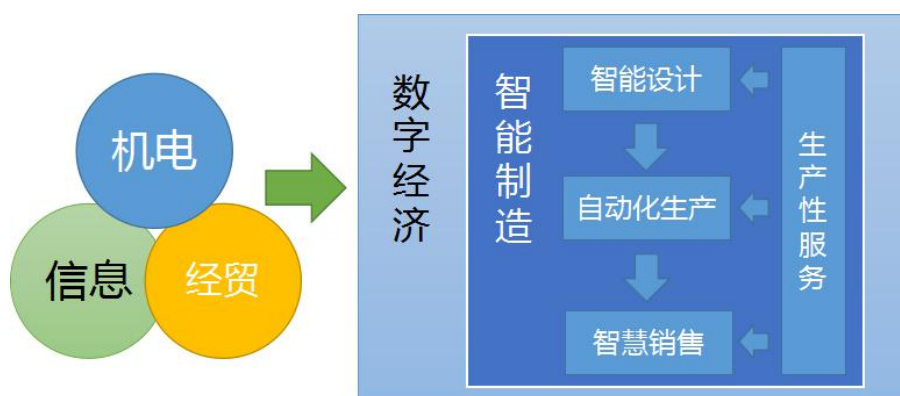 机电
信息
经贸
数字经济
智能制造
智能设计
自动化生产
智慧销售
生产性服务